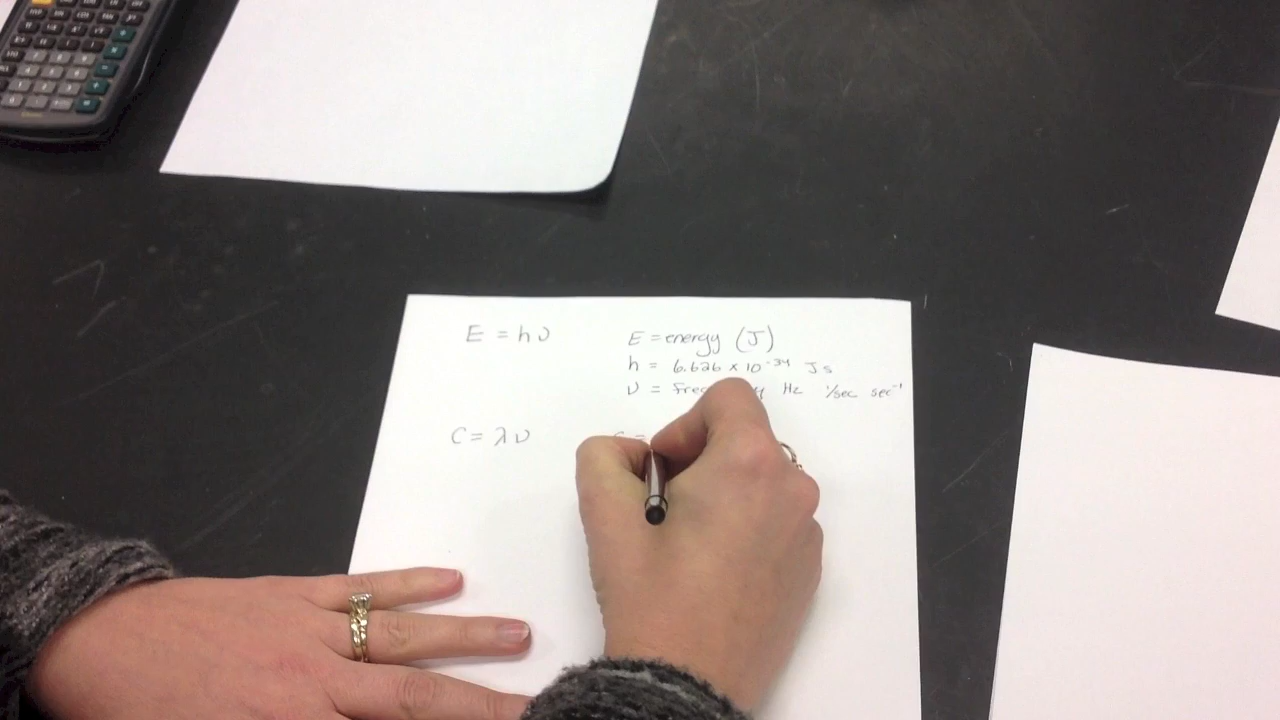 E = hν
E = energy (J)
h = 6.626 × 10⁻³⁴ Js
ν = Hz 1/sec sec⁻¹
C = λν
C =